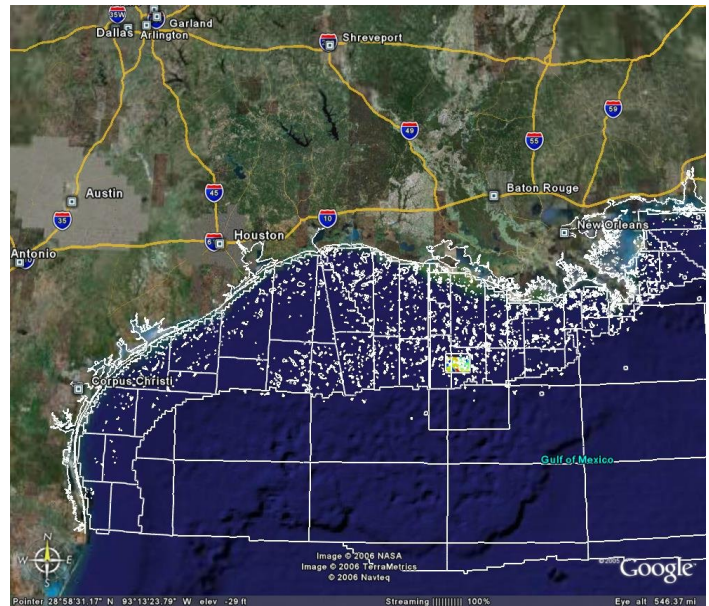 35W
Garland
Dallas
Arlington
Shreveport
59
49
55
45
Austin
35
Baton Rouge
10
New Orleans
Houston
Antonio
Corpus Christi
Gulf of Mexico
N
W E
S
Image © 2006 NASA
Image © 2006 TerraMetrics
© 2006 Navteq
© 2005
Google
Pointer 28°58'31.17" N 93°13'23.79" W elev -29 ft Streaming |||||||||| 100% Eye alt 546.37 mi